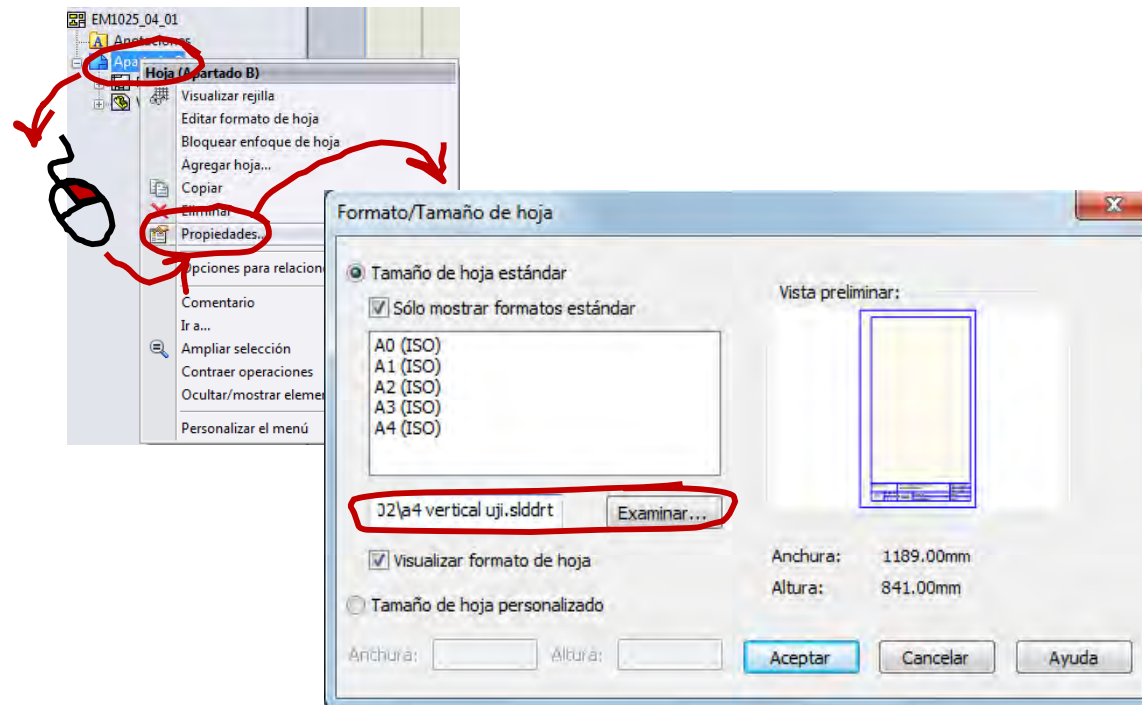 EM1025_04_01
Anotaciones
Apartado B
Hoja (Apartado B)
Visualizar rejilla
Editar formato de hoja
Bloquear enfoque de hoja
Agregar hoja...
Copiar
Eliminar
Propiedades...
Opciones para relacion
Comentario
Ir a...
Ampliar selección
Contraer operaciones
Ocultar/mostrar elemen
Personalizar el menú
Formato/Tamaño de hoja
Tamaño de hoja estándar
Sólo mostrar formatos estándar
A0 (ISO)
A1 (ISO)
A2 (ISO)
A3 (ISO)
A4 (ISO)
02\a4 vertical uji.slddrt
Examinar...
Visualizar formato de hoja
Tamaño de hoja personalizado
Anchura:
Altura:
Vista preliminar:
Anchura: 1189.00mm
Altura: 841.00mm
Aceptar
Cancelar
Ayuda